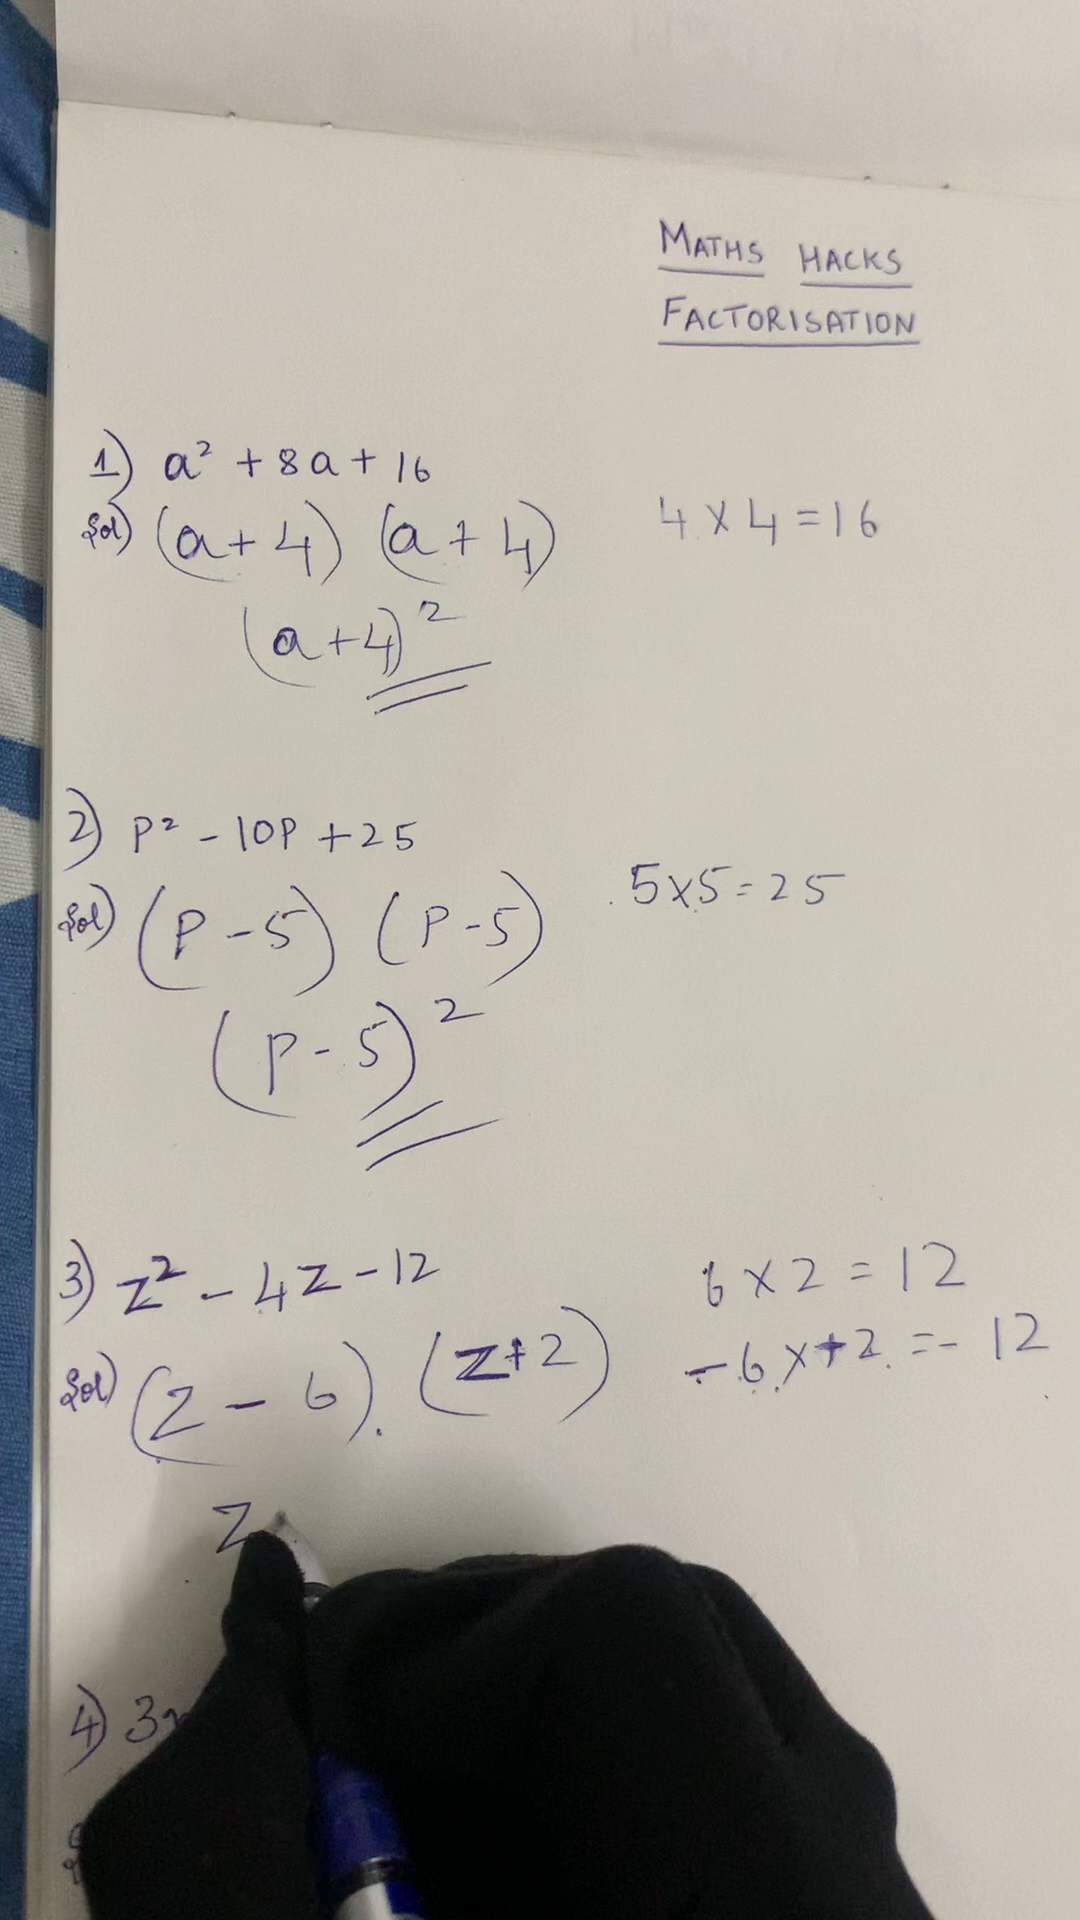 MATHS HACKS
FACTORISATION
1) a² + 8a + 16
Sol) (a + 4) (a + 4) 4 × 4 = 16
(a + 4)²
2) P² - 10P + 25
Sol) (P - 5) (P - 5) 5×5=25
(P - 5)²
3) z² - 4z - 12 6 × 2 = 12
Sol) (z - 6). (z+2) -6×+2 = - 12
z
4) 3